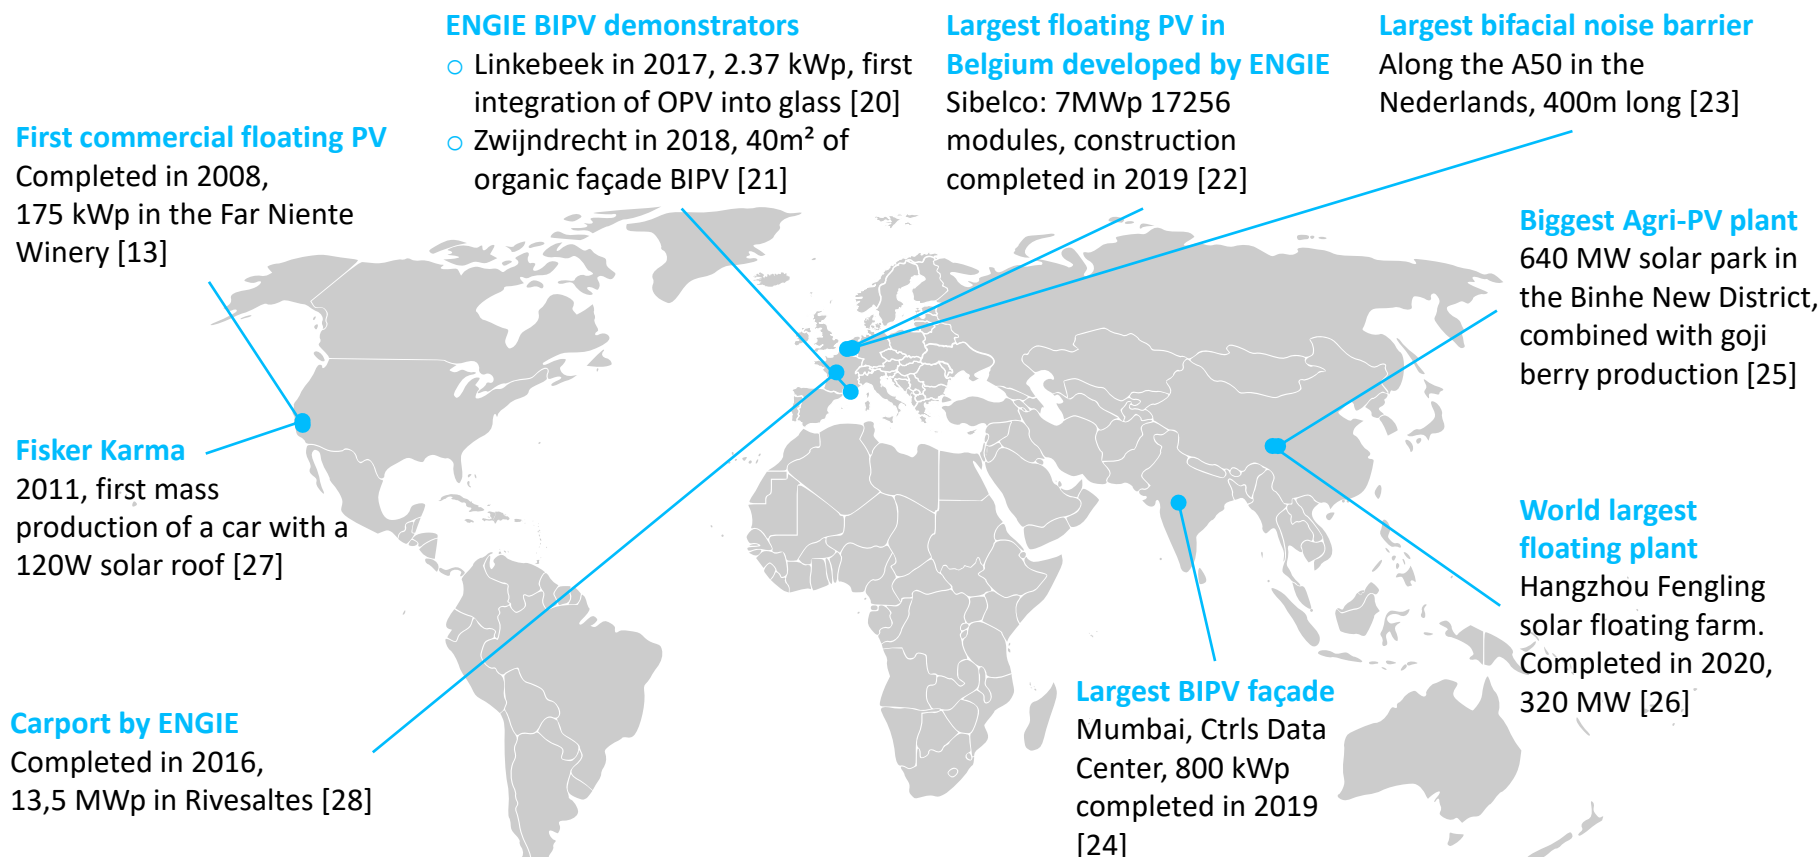 ENGIE BIPV demonstrators
○ Linkebeek in 2017, 2.37 kWp, first
integration of OPV into glass [20]
○ Zwijndrecht in 2018, 40m² of
organic façade BIPV [21]
Largest floating PV in
Belgium developed by ENGIE
Sibelco: 7MWp 17256
modules, construction
completed in 2019 [22]
Largest bifacial noise barrier
Along the A50 in the
Nederlands, 400m long [23]
First commercial floating PV
Completed in 2008,
175 kWp in the Far Niente
Winery [13]
Biggest Agri-PV plant
640 MW solar park in
the Binhe New District,
combined with goji
berry production [25]
Fisker Karma
2011, first mass
production of a car with a
120W solar roof [27]
World largest
floating plant
Hangzhou Fengling
solar floating farm.
Completed in 2020,
320 MW [26]
Carport by ENGIE
Completed in 2016,
13,5 MWp in Rivesaltes [28]
Largest BIPV façade
Mumbai, Ctrls Data
Center, 800 kWp
completed in 2019
[24]